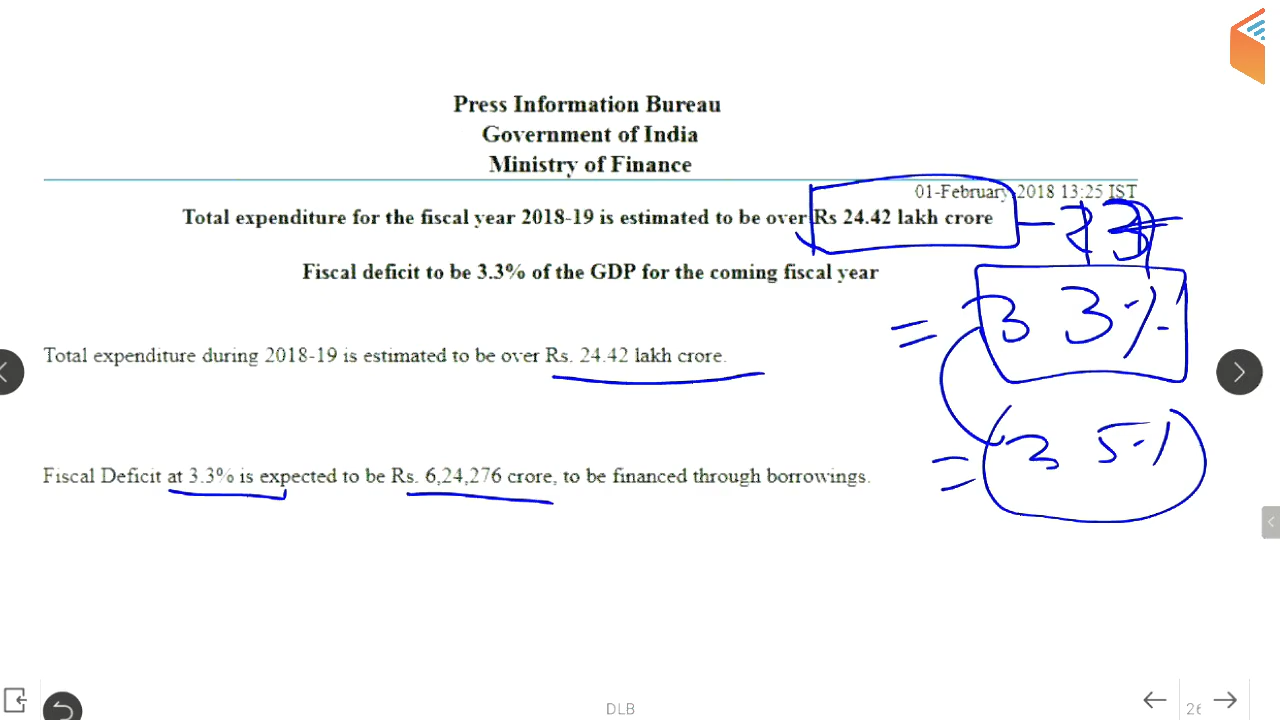 Press Information Bureau
Government of India
Ministry of Finance
01-February 2018 13:25 IST
Total expenditure for the fiscal year 2018-19 is estimated to be over Rs 24.42 lakh crore
Fiscal deficit to be 3.3% of the GDP for the coming fiscal year
= 3 3%
Total expenditure during 2018-19 is estimated to be over Rs. 24.42 lakh crore.
= 3 5%
Fiscal Deficit at 3.3% is expected to be Rs. 6,24,276 crore, to be financed through borrowings.
DLB
26